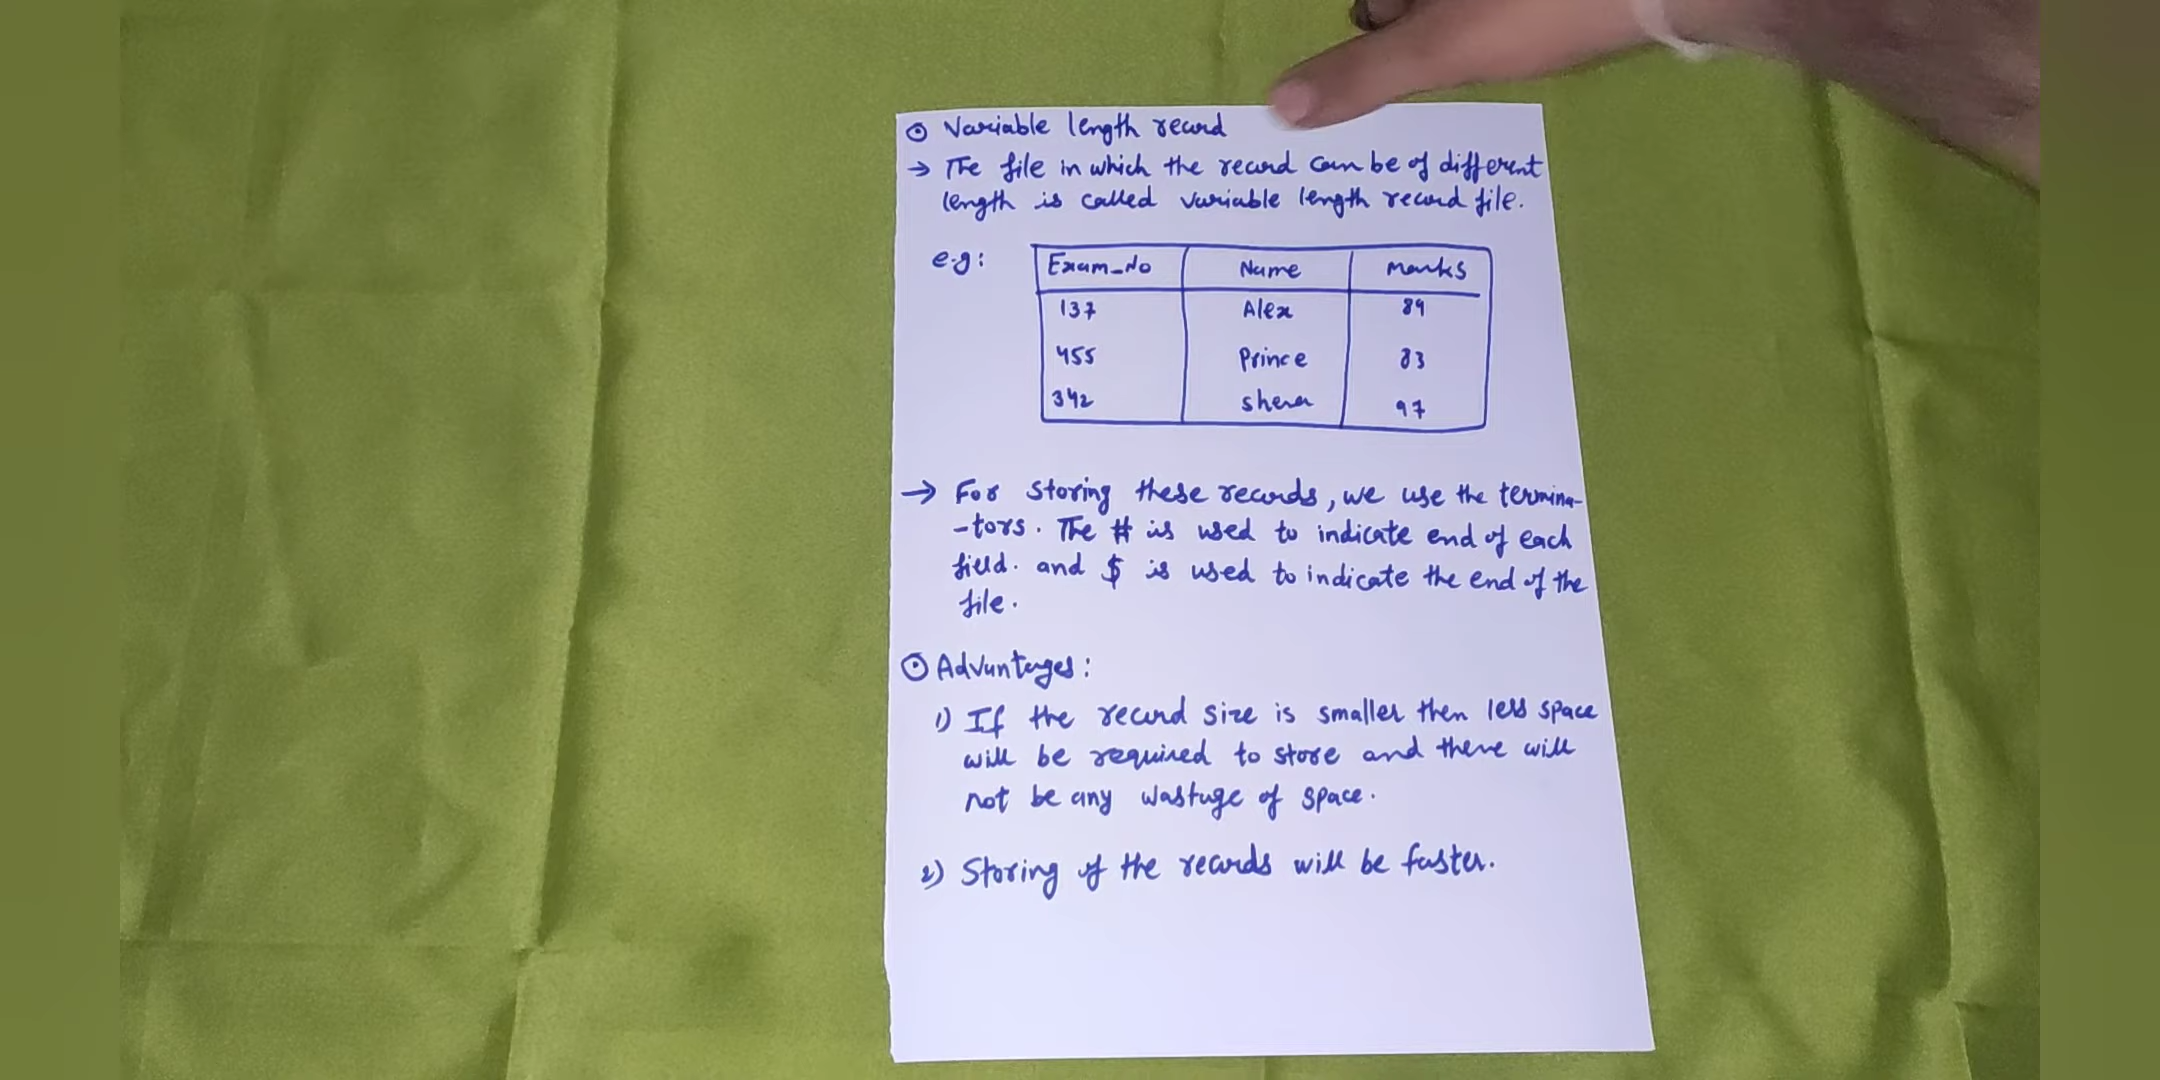 Variable length record
→ The file in which the record can be of different
length is called variable length record file.
e.g: Exam_No Name Marks
137 Alex 89
455 Prince 83
342 shera 97
→ For storing these records, we use the termina-
-tors. The # is used to indicate end of each
field. and $ is used to indicate the end of the
file.
Advantages:
1) If the record size is smaller then less space
will be required to store and there will
not be any wastage of space.
2) Storing of the records will be faster.